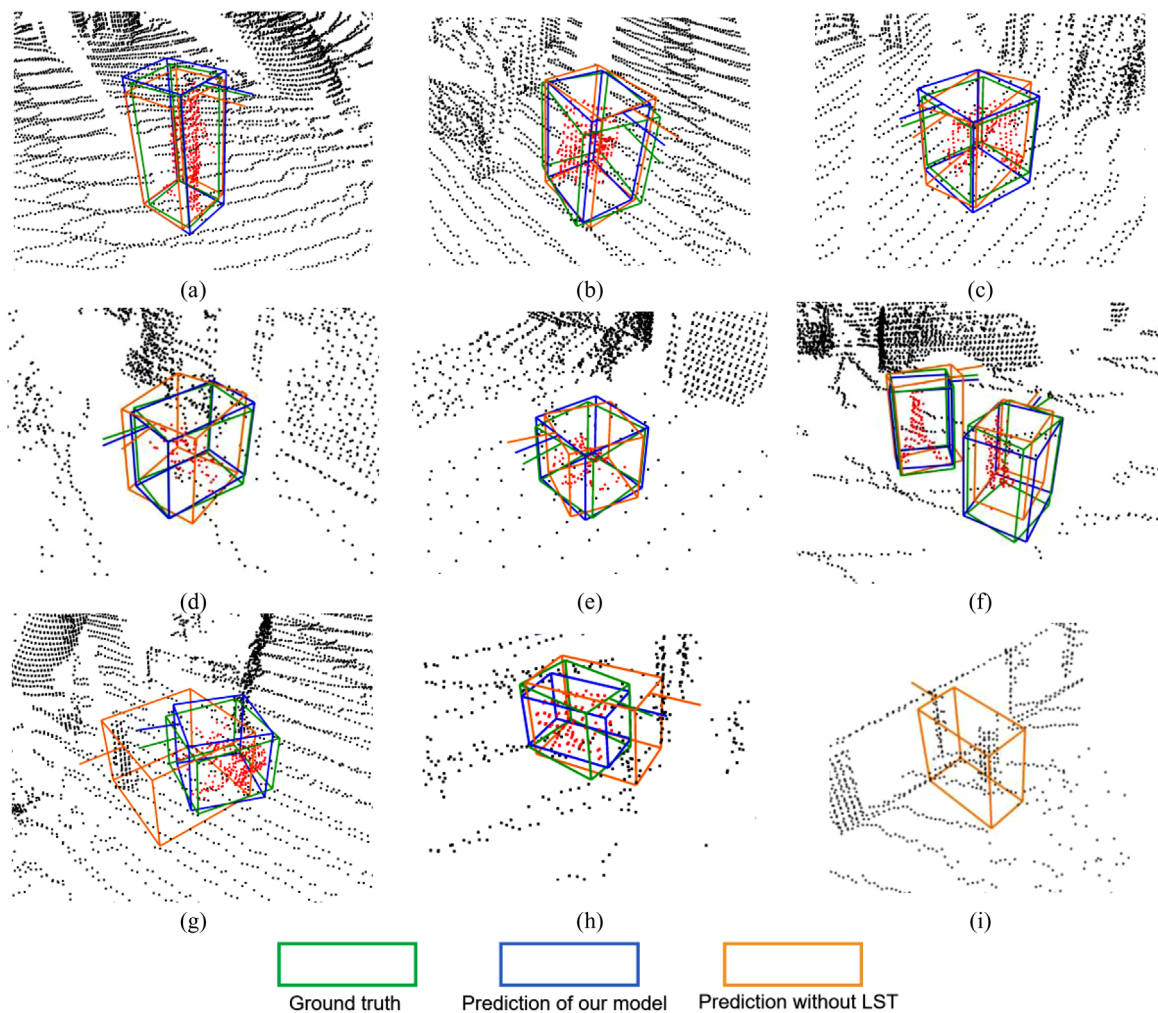 (a)
(b)
(c)
(d)
(e)
(f)
(g)
(h)
(i)
Ground truth
Prediction of our model
Prediction without LST